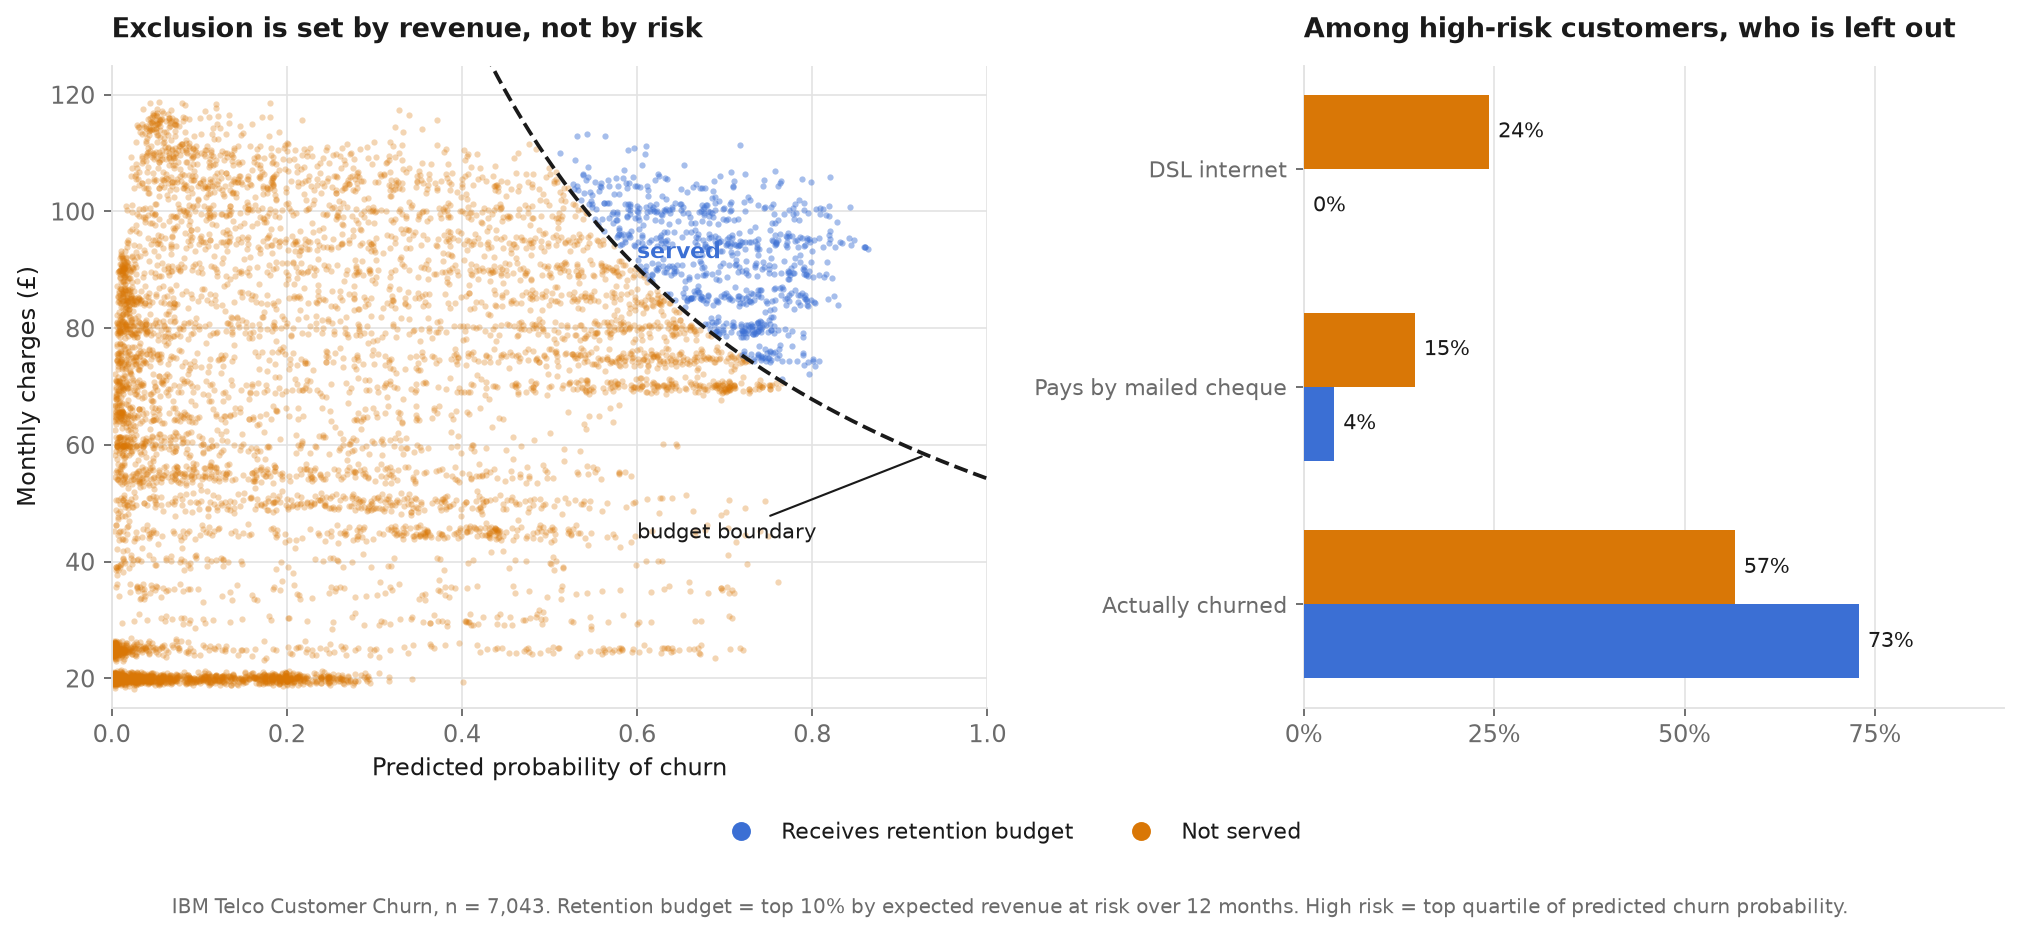 Exclusion is set by revenue, not by risk
Monthly charges (£)
120
100
80
60
40
20
served
budget boundary
0.0 0.2 0.4 0.6 0.8 1.0
Predicted probability of churn
Among high-risk customers, who is left out
DSL internet
24%
0%
Pays by mailed cheque
15%
4%
Actually churned
57%
73%
0% 25% 50% 75%
Receives retention budget Not served
IBM Telco Customer Churn, n = 7,043. Retention budget = top 10% by expected revenue at risk over 12 months. High risk = top quartile of predicted churn probability.